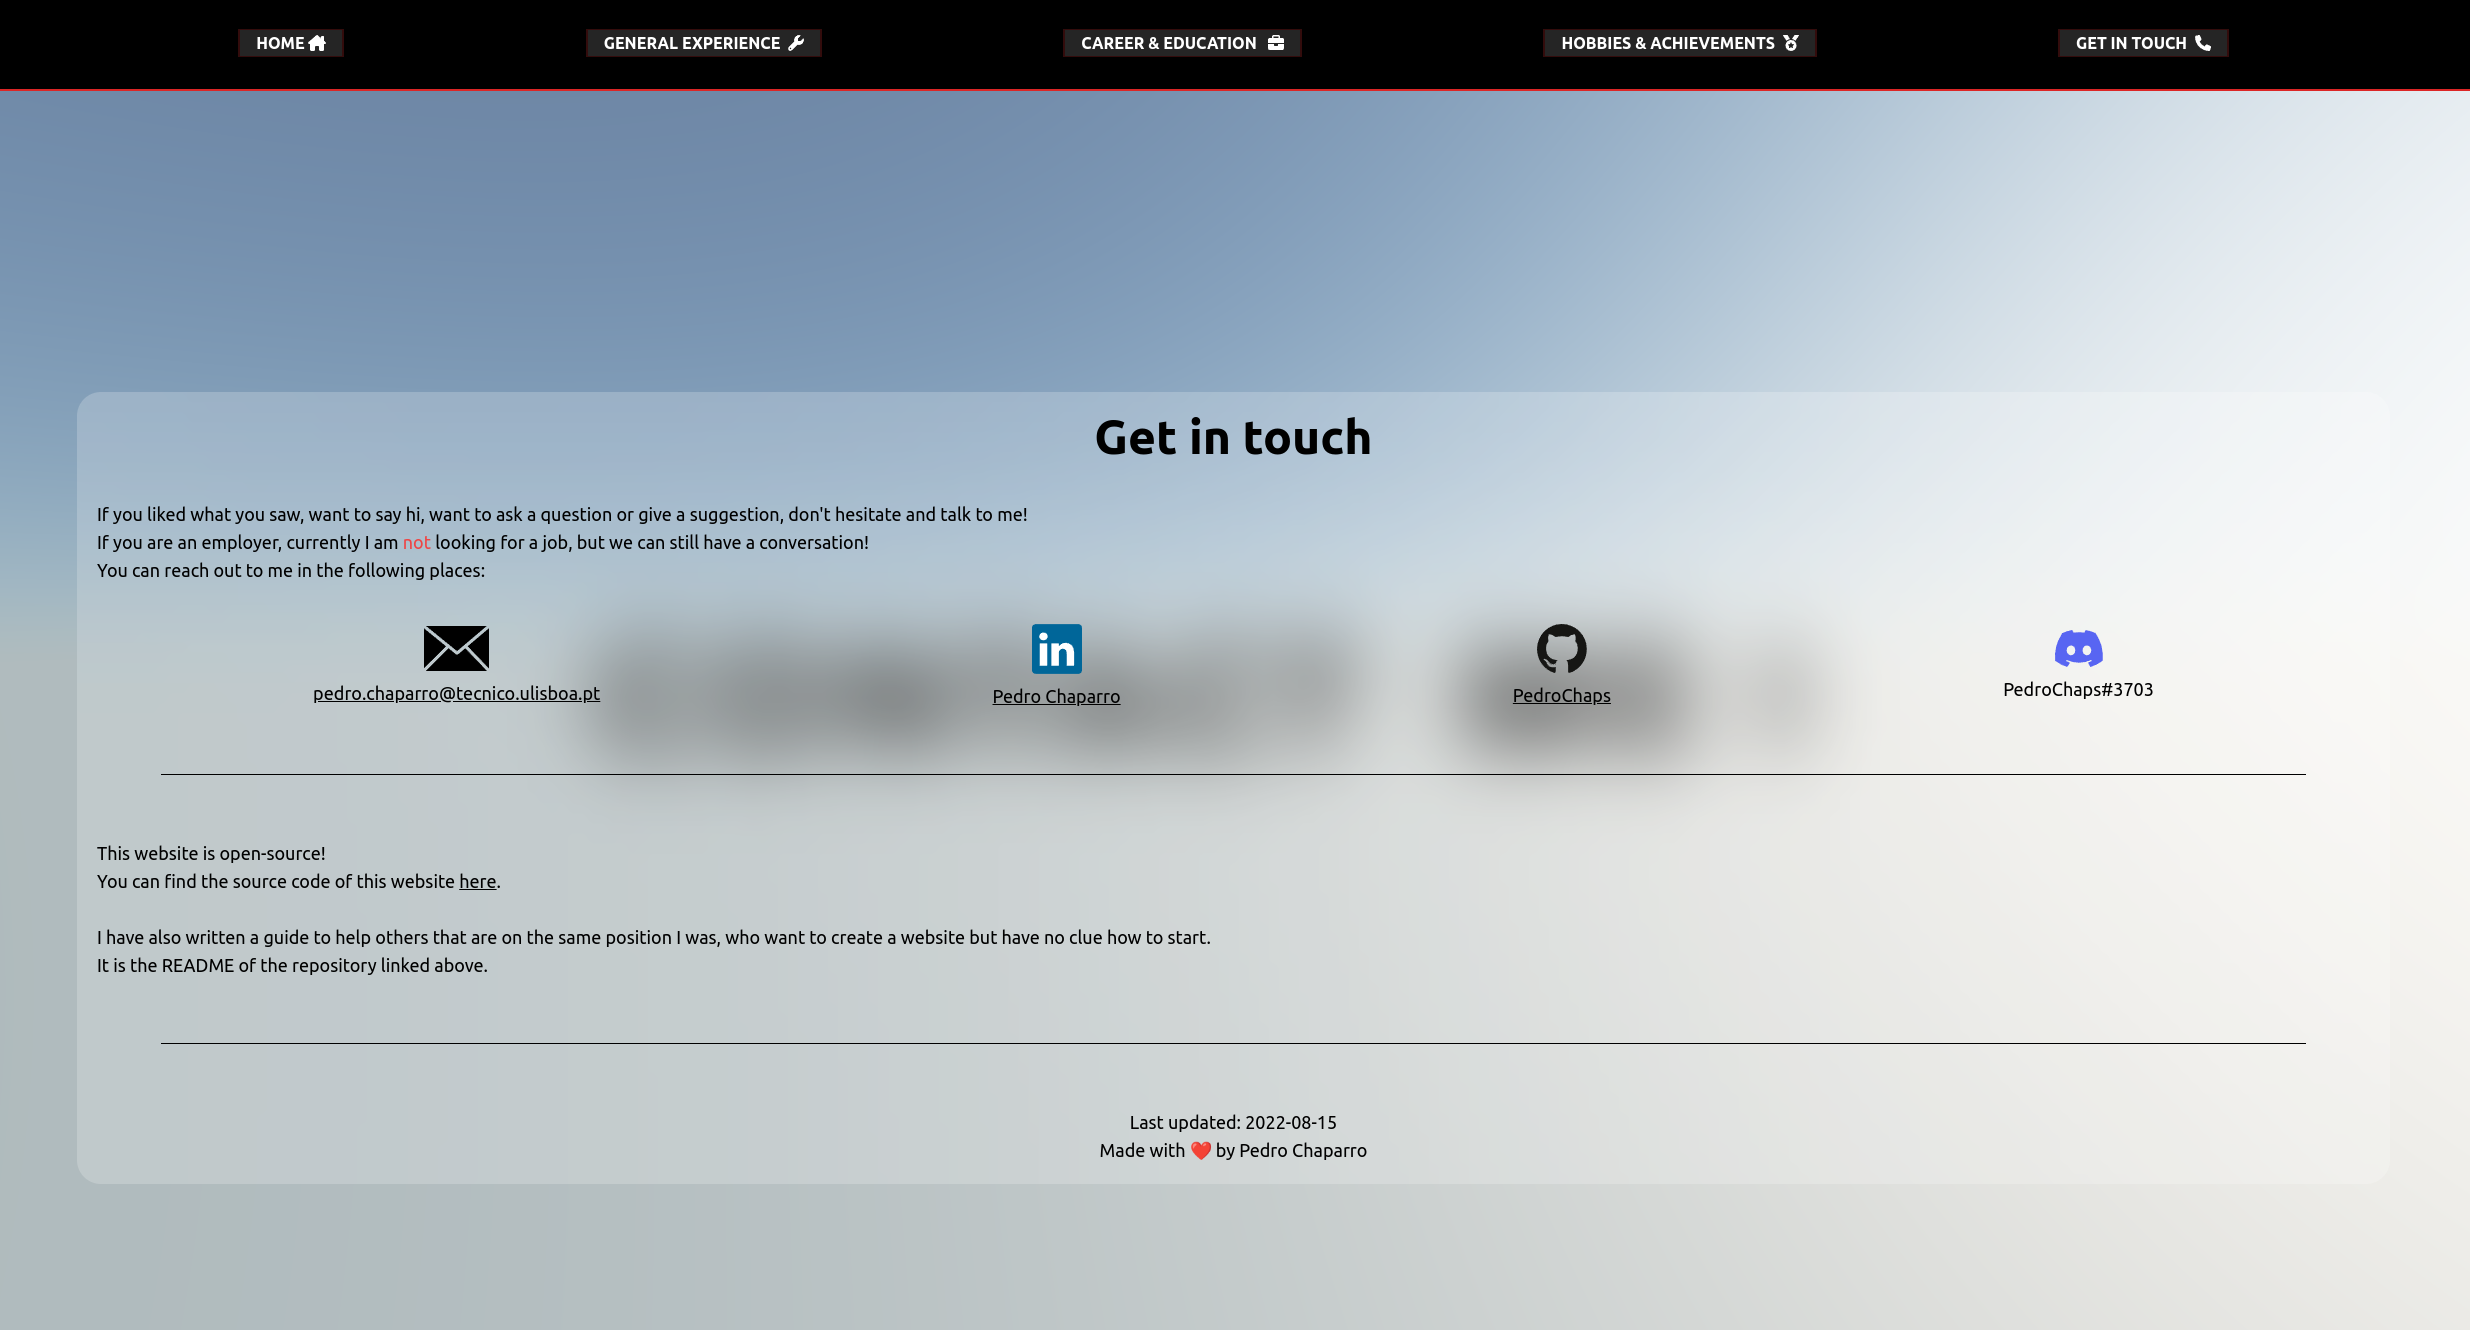 HOME
GENERAL EXPERIENCE
CAREER & EDUCATION
HOBBIES & ACHIEVEMENTS
GET IN TOUCH
Get in touch
If you liked what you saw, want to say hi, want to ask a question or give a suggestion, don't hesitate and talk to me!
If you are an employer, currently I am not looking for a job, but we can still have a conversation!
You can reach out to me in the following places:
in
pedro.chaparro@tecnico.ulisboa.pt
Pedro Chaparro
PedroChaps
PedroChaps#3703
This website is open-source!
You can find the source code of this website here.
I have also written a guide to help others that are on the same position I was, who want to create a website but have no clue how to start.
It is the README of the repository linked above.
Last updated: 2022-08-15
Made with ❤️ by Pedro Chaparro